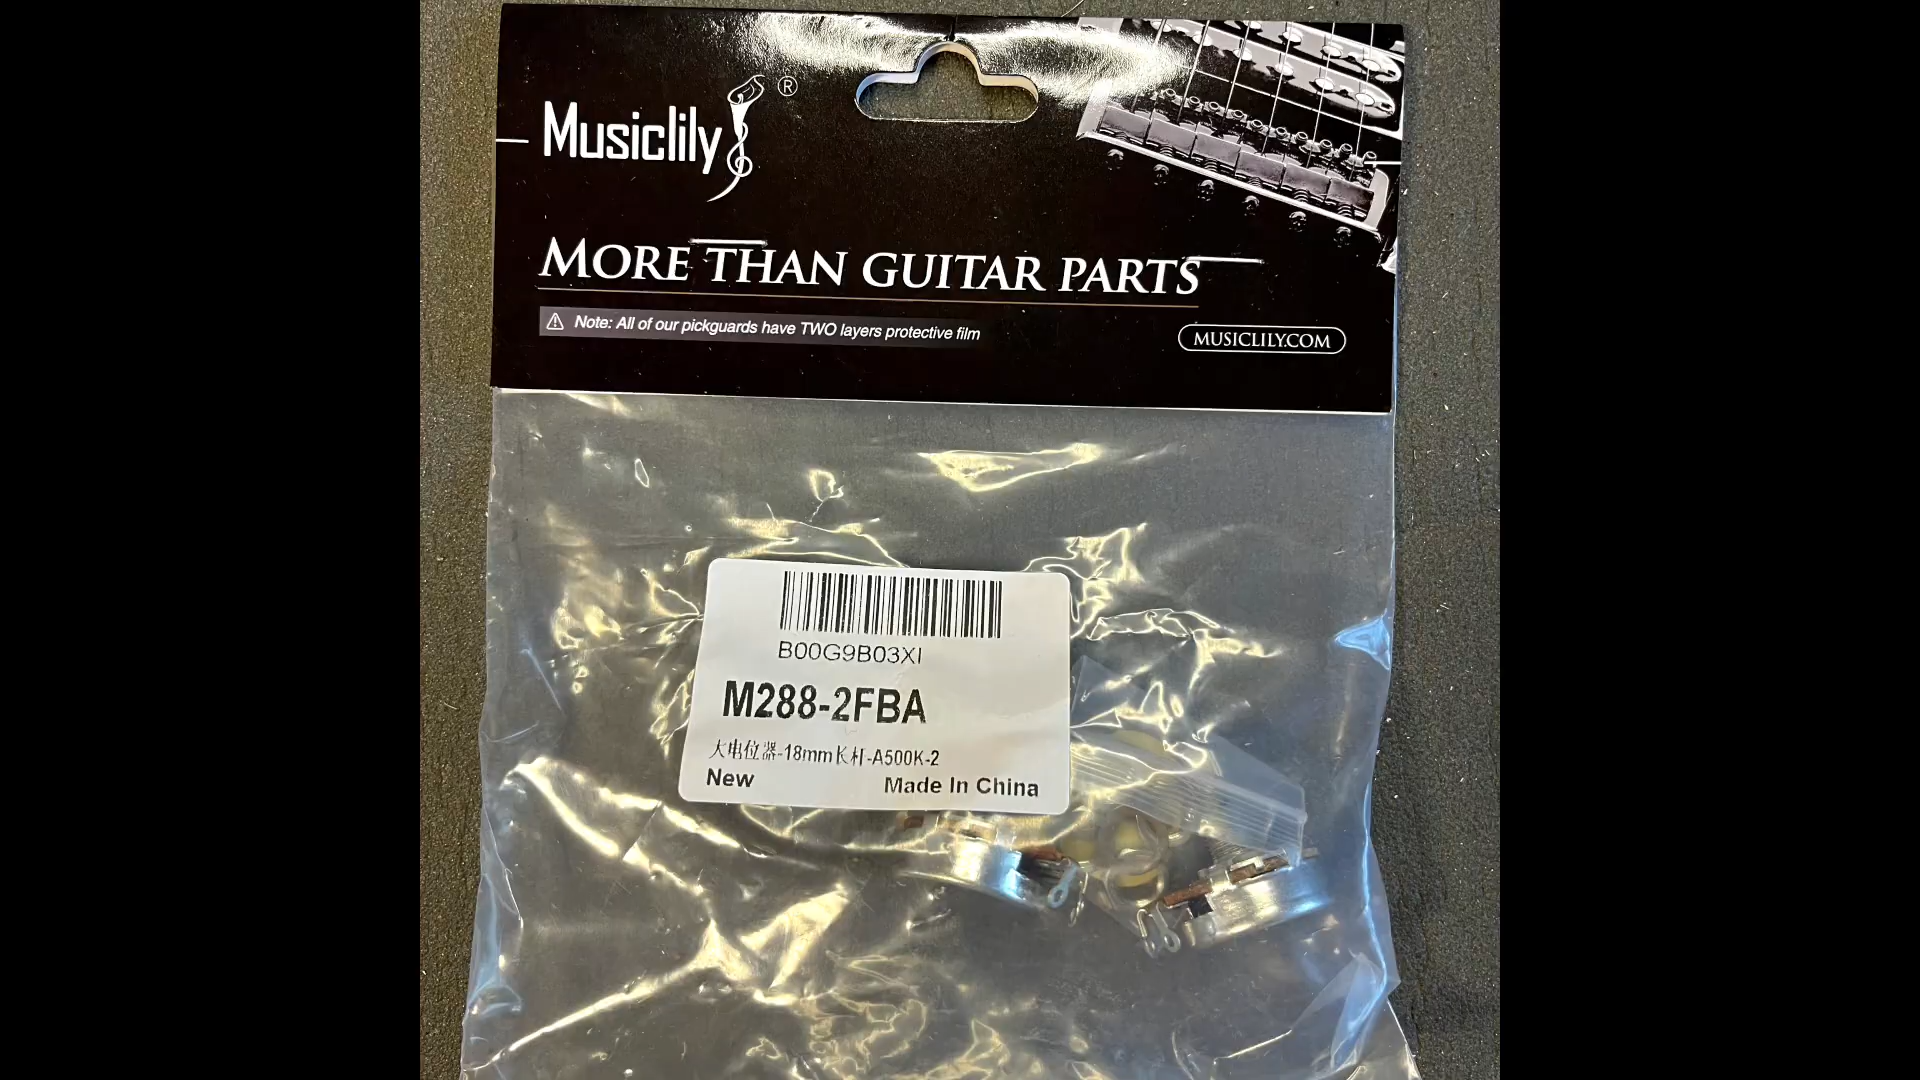 Musiclily®
MORE THAN GUITAR PARTS
Note: All of our pickguards have TWO layers protective film
MUSICLILY.COM
B00G9B03XI
M288-2FBA
大电位器-18mm长杆-A500K-2
New Made In China